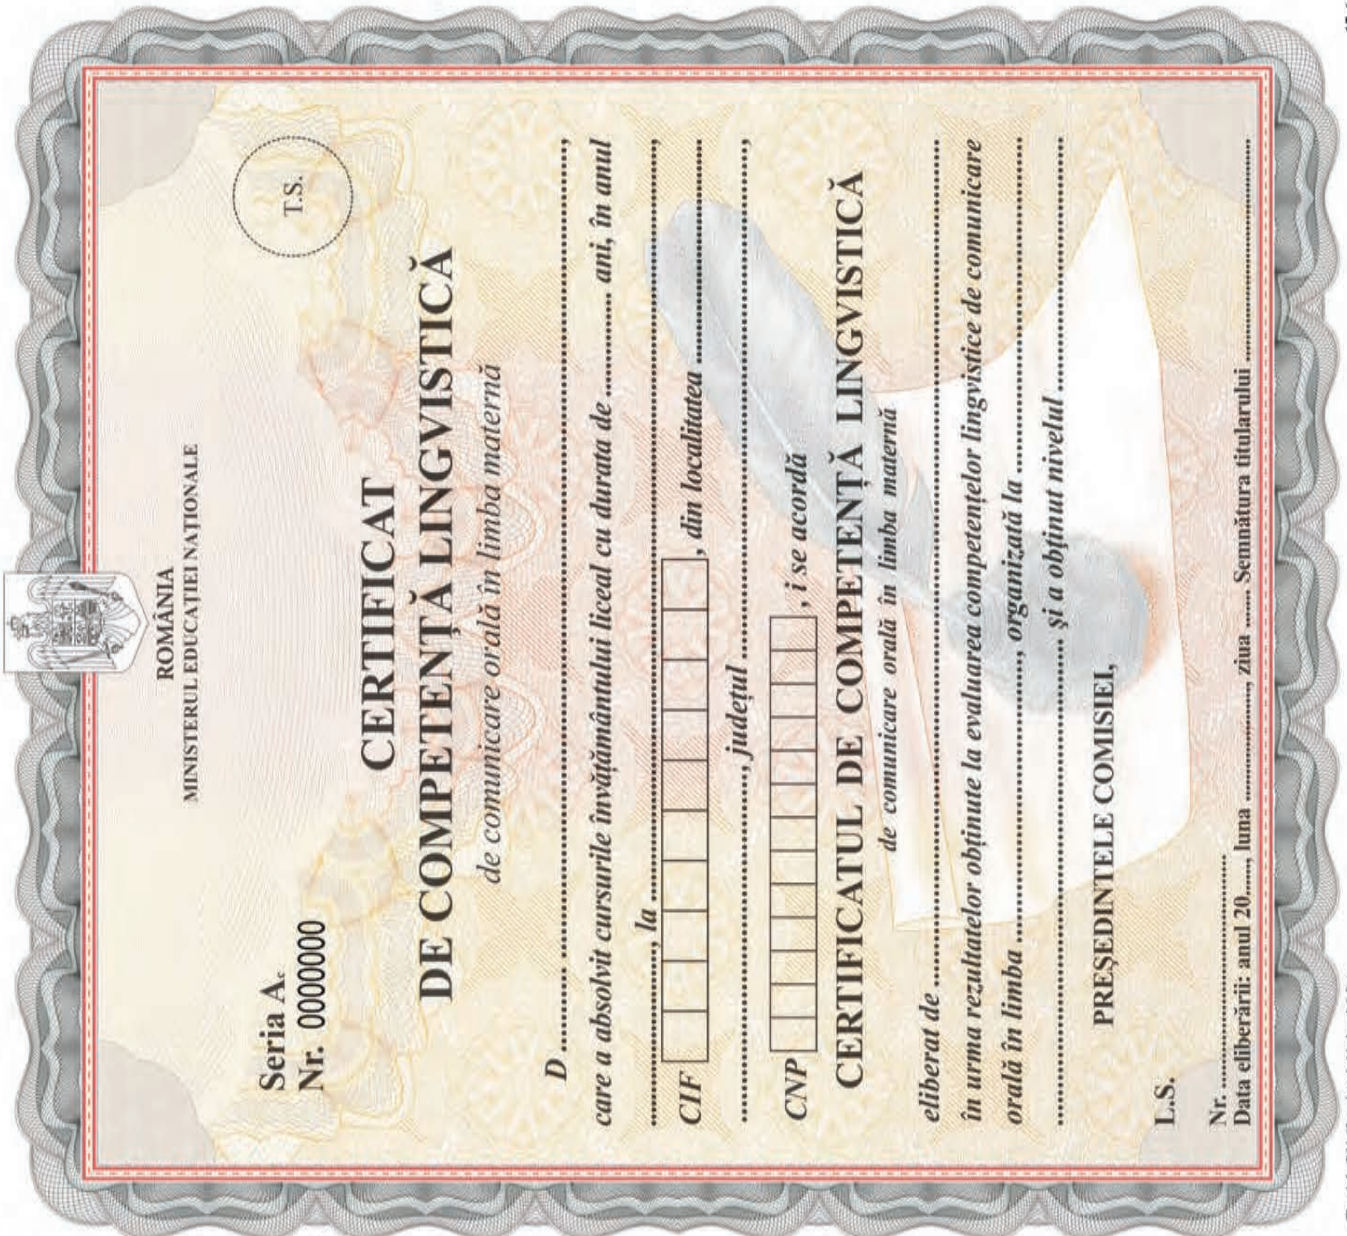 ROMÂNIA
MINISTERUL EDUCAȚIEI NAȚIONALE
Seria A.c
Nr. 0000000
T.S.
CERTIFICAT
DE COMPETENȚĂ LINGVISTICĂ
de comunicare orală în limba maternă
D...... ..............................................................................,
care a absolvit cursurile învățământului liceal cu durata de ............ ani, în anul
........................, la ..............................................................................,
CIF , din localitatea ..............................
..............................................., județul ..............................................,
CNP , i se acordă
CERTIFICATUL DE COMPETENȚĂ LINGVISTICĂ
de comunicare orală în limba maternă
eliberat de ..............................................................................
în urma rezultatelor obținute la evaluarea competențelor lingvistice de comunicare
orală în limba ........................................, organizată la ..............................................
.............................................................. și a obținut nivelul ..............................
PREȘEDINTELE COMISIEI,
L.S.
Nr. ........................................
Data eliberării: anul 20....., luna ................., ziua ....... Semnătura titularului ..............................